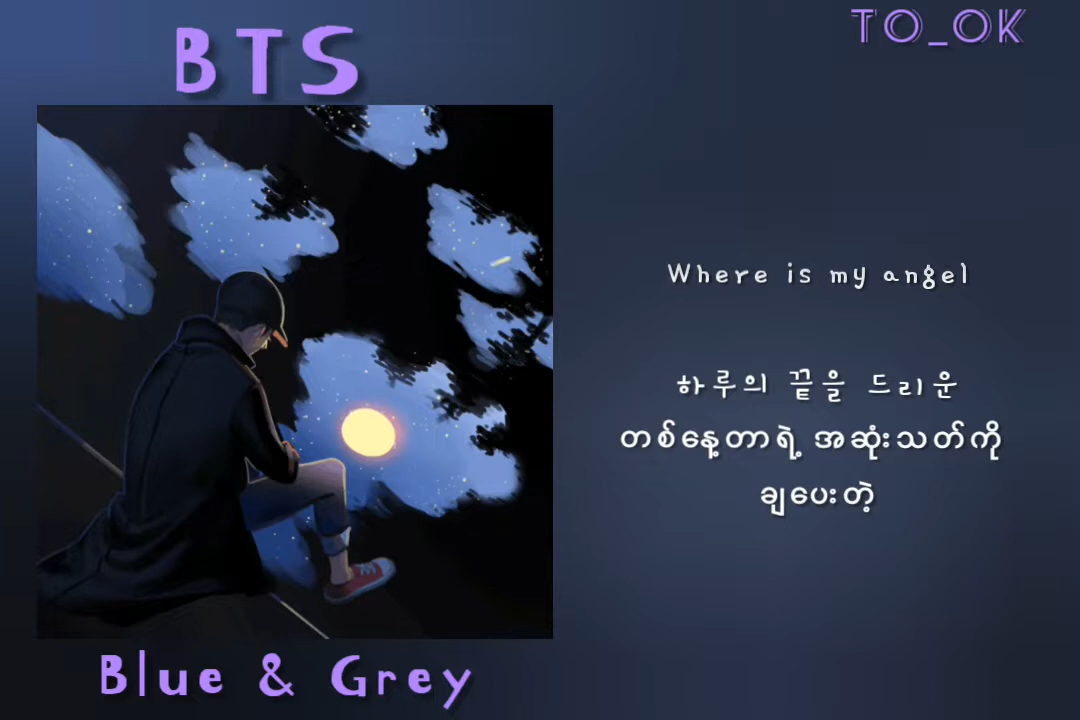 BTS
TO_OK
Where is my angel
하루의 끝을 드리운
တစ်နေ့တာရဲ့ အဆုံးသတ်ကို
ချပေးတဲ့
Blue & Grey